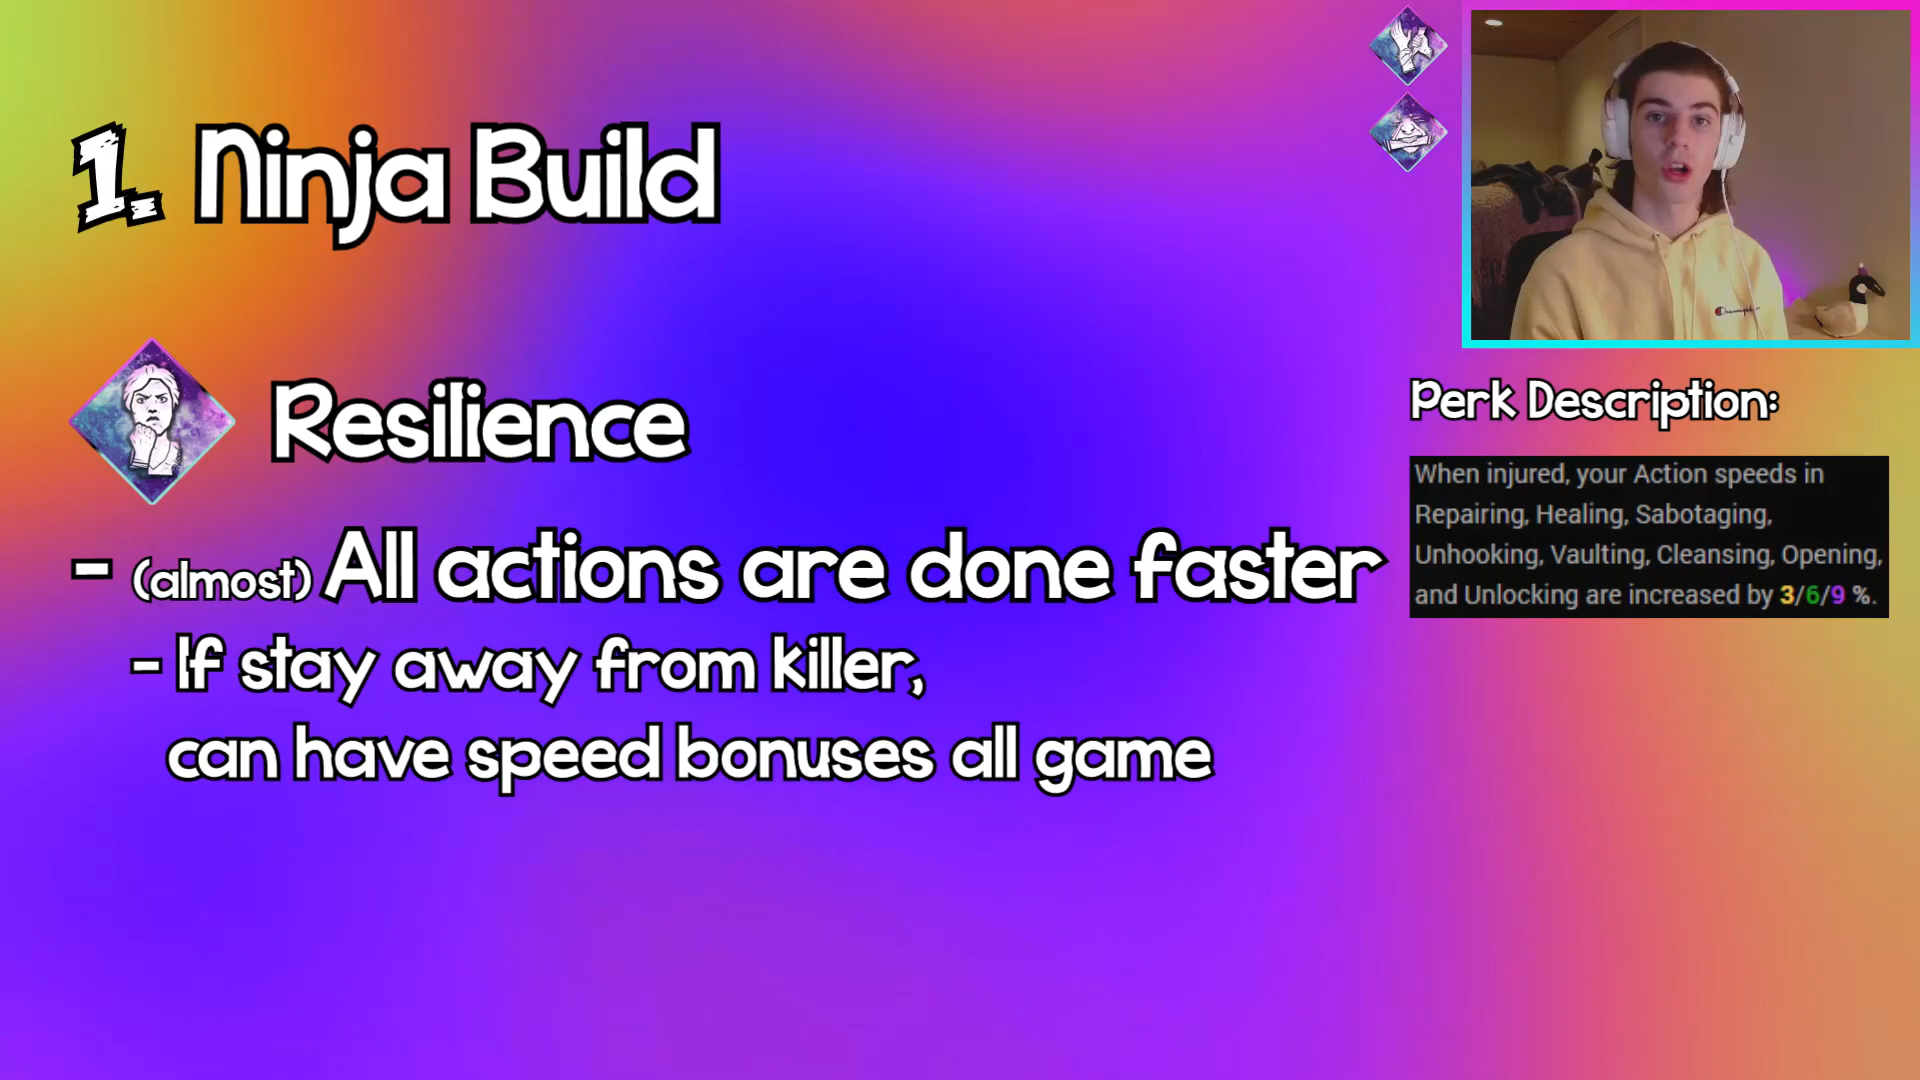 1. Ninja Build
Resilience
- (almost) All actions are done faster
- If stay away from killer,
can have speed bonuses all game
Perk Description:
When injured, your Action speeds in
Repairing, Healing, Sabotaging,
Unhooking, Vaulting, Cleansing, Opening,
and Unlocking are increased by 3/6/9 %.
Champion